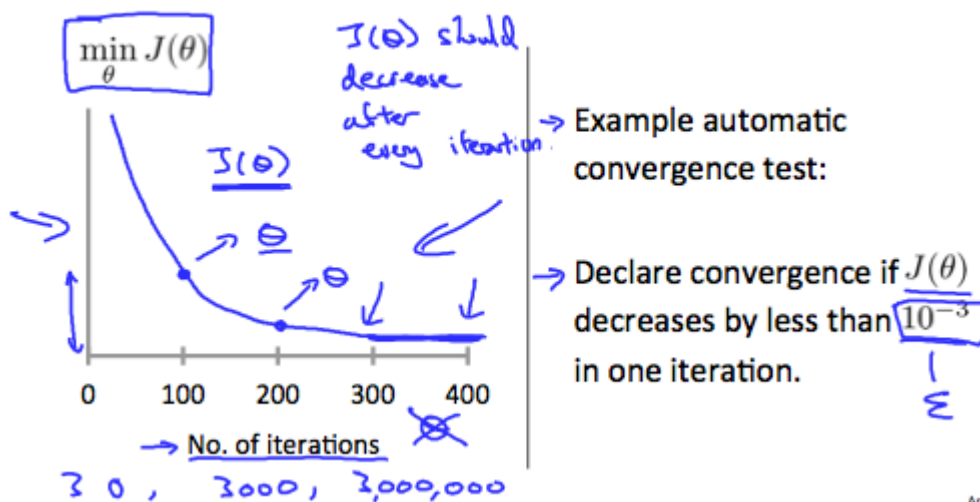 min J(θ)
θ
J(θ) should
decrease
after
every iteration.
J(θ)
θ
θ
0 100 200 300 400
No. of iterations θ
30, 3000, 3,000,000
Example automatic
convergence test:
Declare convergence if J(θ)
decreases by less than 10⁻³
in one iteration.
ε